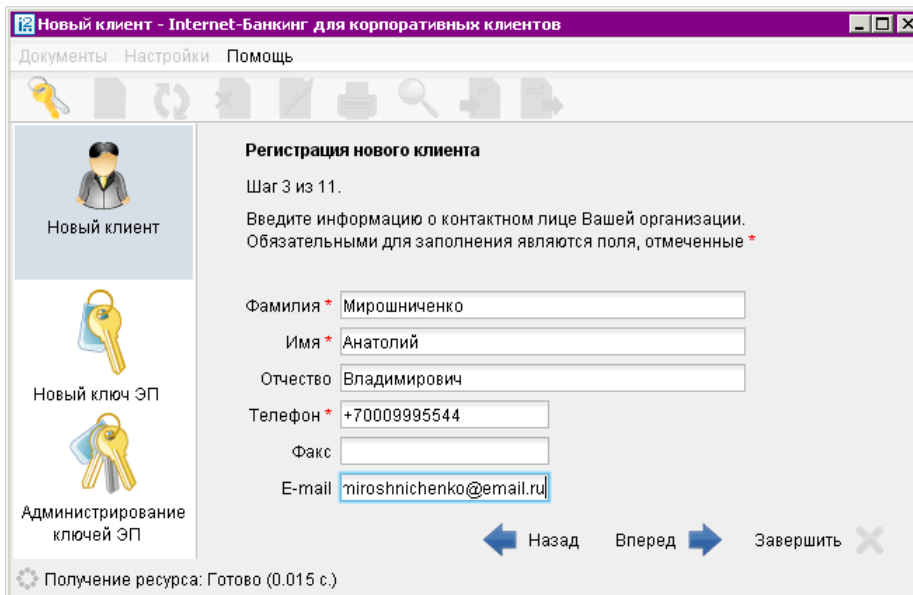 Новый клиент - Internet-Банкинг для корпоративных клиентов
Документы Настройки Помощь
in out
Новый клиент
Новый ключ ЭП
Администрирование
ключей ЭП
Регистрация нового клиента
Шаг 3 из 11.
Введите информацию о контактном лице Вашей организации.
Обязательными для заполнения являются поля, отмеченные *
Фамилия * Мирошниченко
Имя * Анатолий
Отчество Владимирович
Телефон * +70009995544
Факс
E-mail miroshnichenko@email.ru
Назад Вперед Завершить
Получение ресурса: Готово (0.015 с.)